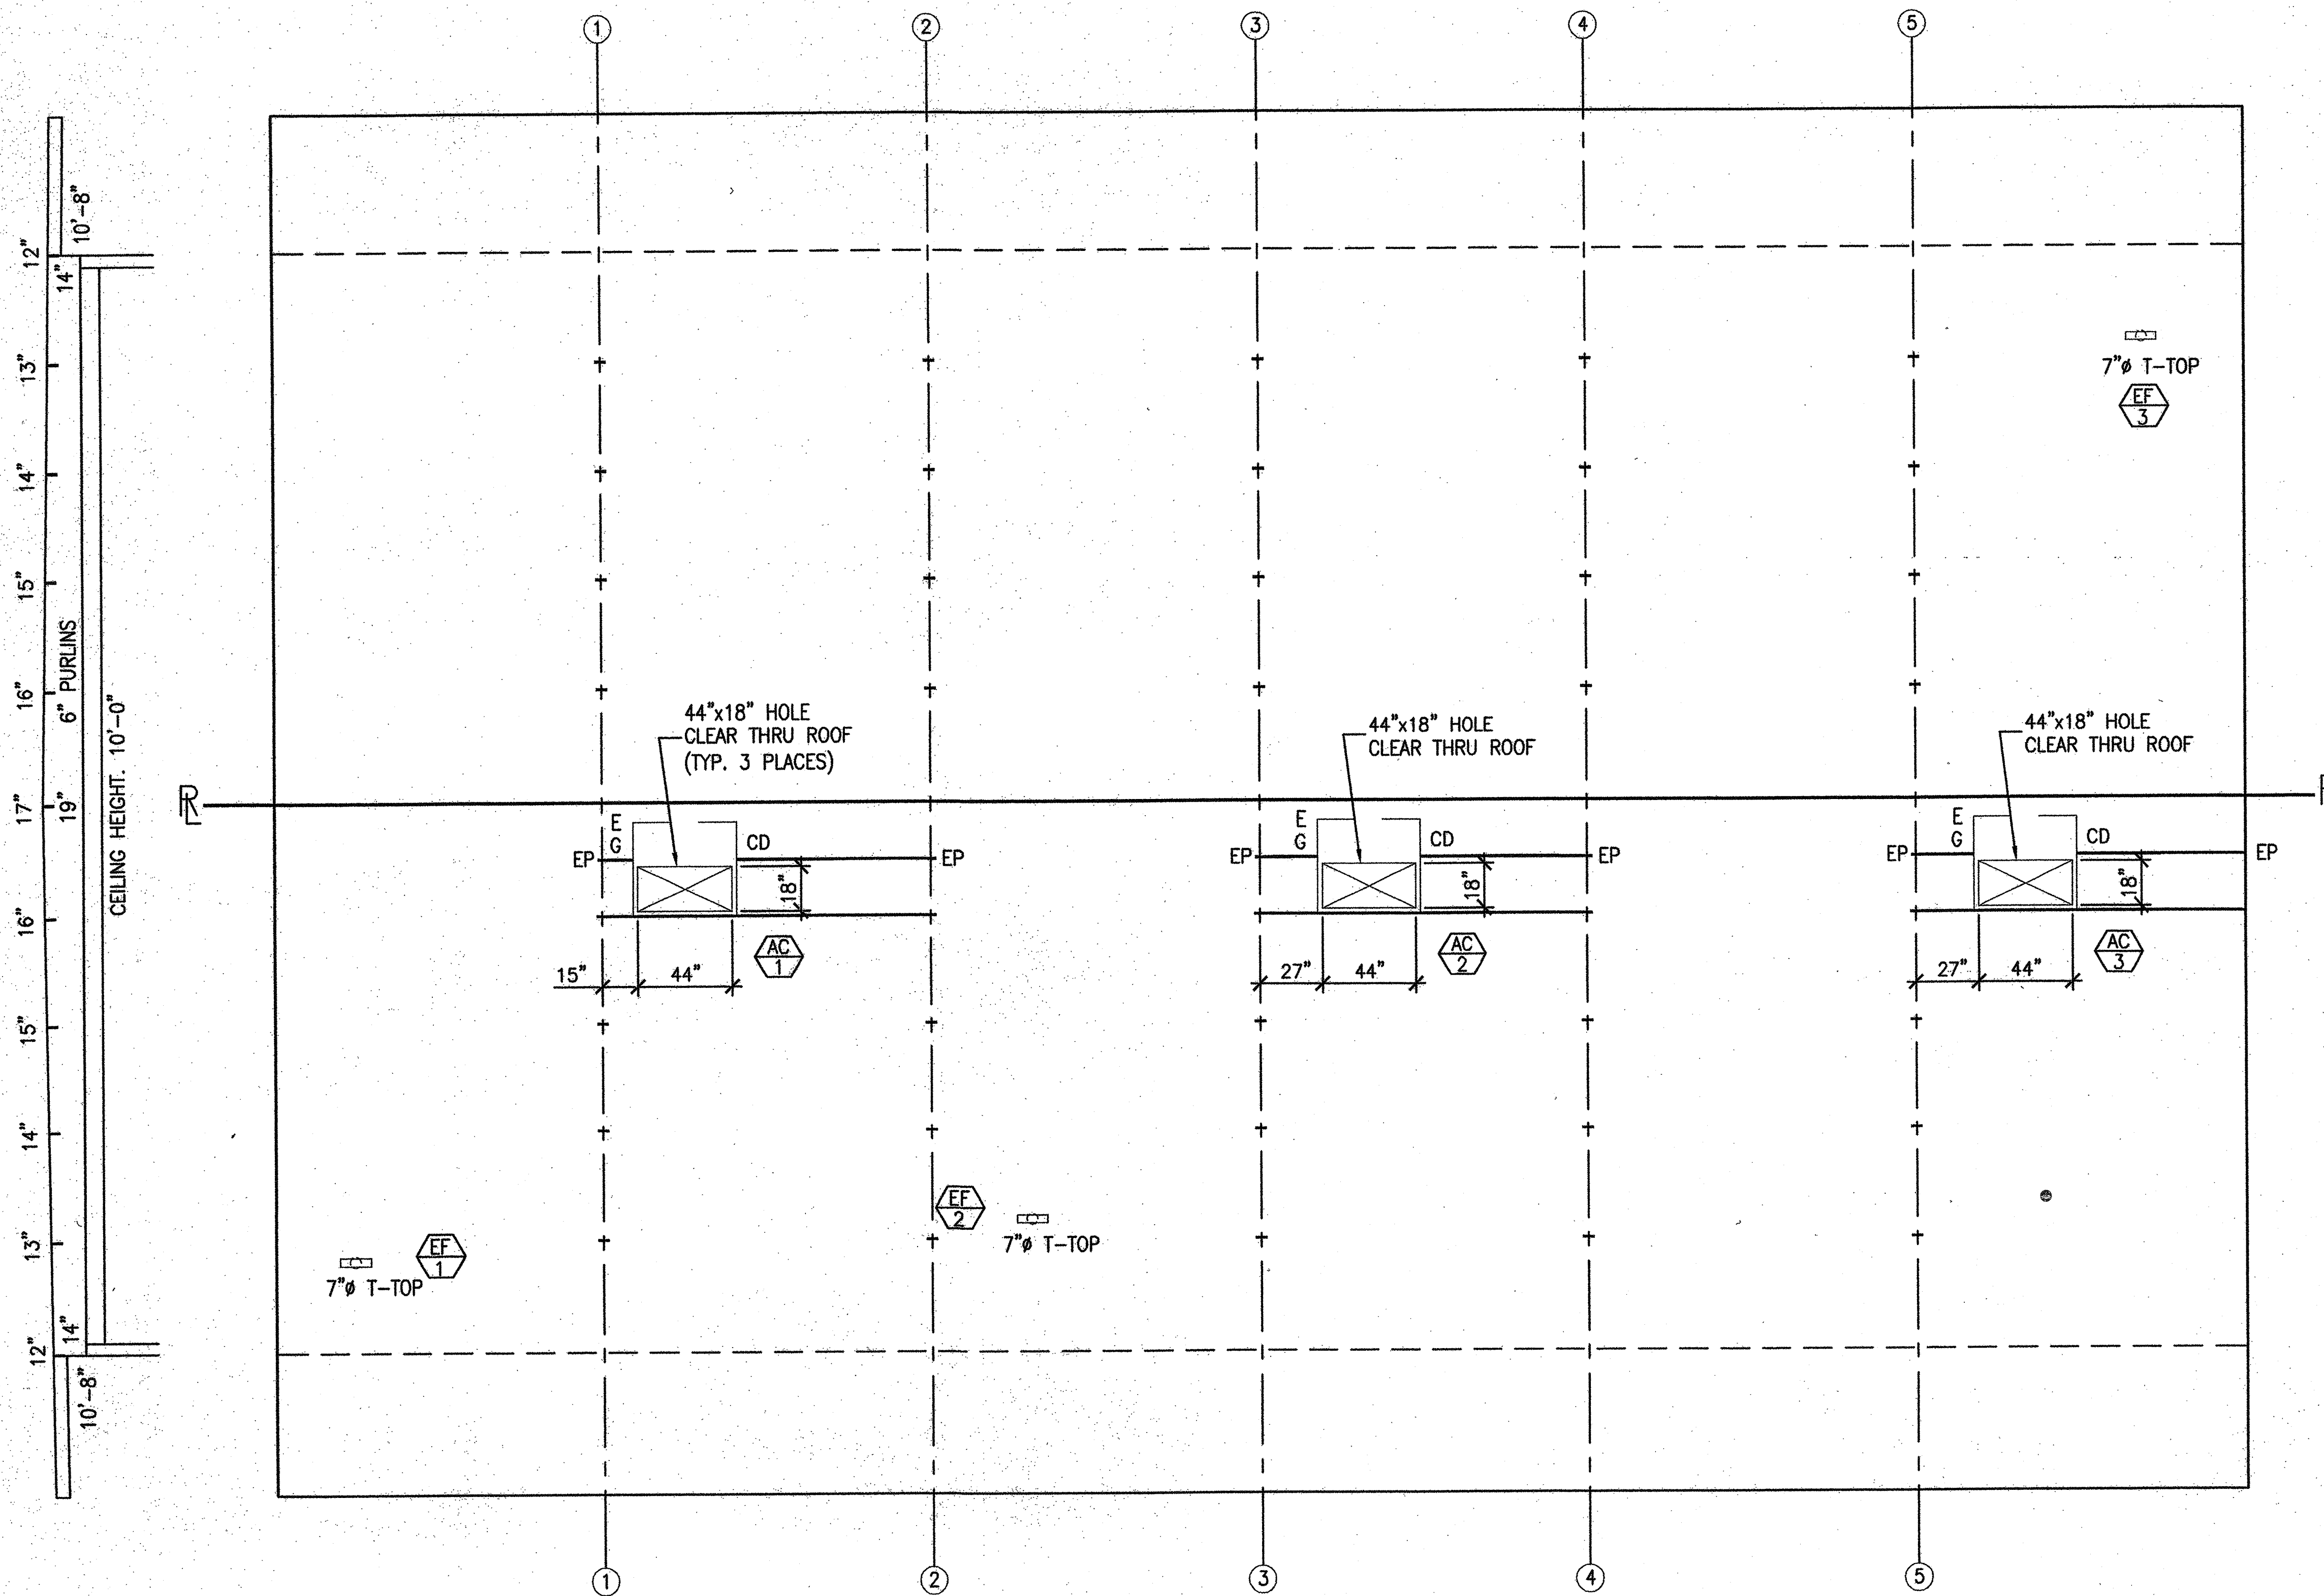 1
2
3
4
5
10'-8"
12"
14"
13"
14"
15"
16"
6" PURLINS
17"
19"
CEILING HEIGHT. 10'-0"
16"
15"
14"
13"
12"
14"
10'-8"
7"ø T-TOP
EF
3
44"x18" HOLE
CLEAR THRU ROOF
(TYP. 3 PLACES)
44"x18" HOLE
CLEAR THRU ROOF
44"x18" HOLE
CLEAR THRU ROOF
RL
E
G
CD
EP
EP
18"
15"
44"
AC
1
E
G
CD
EP
EP
18"
27"
44"
AC
2
E
G
CD
EP
EP
18"
27"
44"
AC
3
EF
1
7"ø T-TOP
EF
2
7"ø T-TOP
1
2
3
4
5